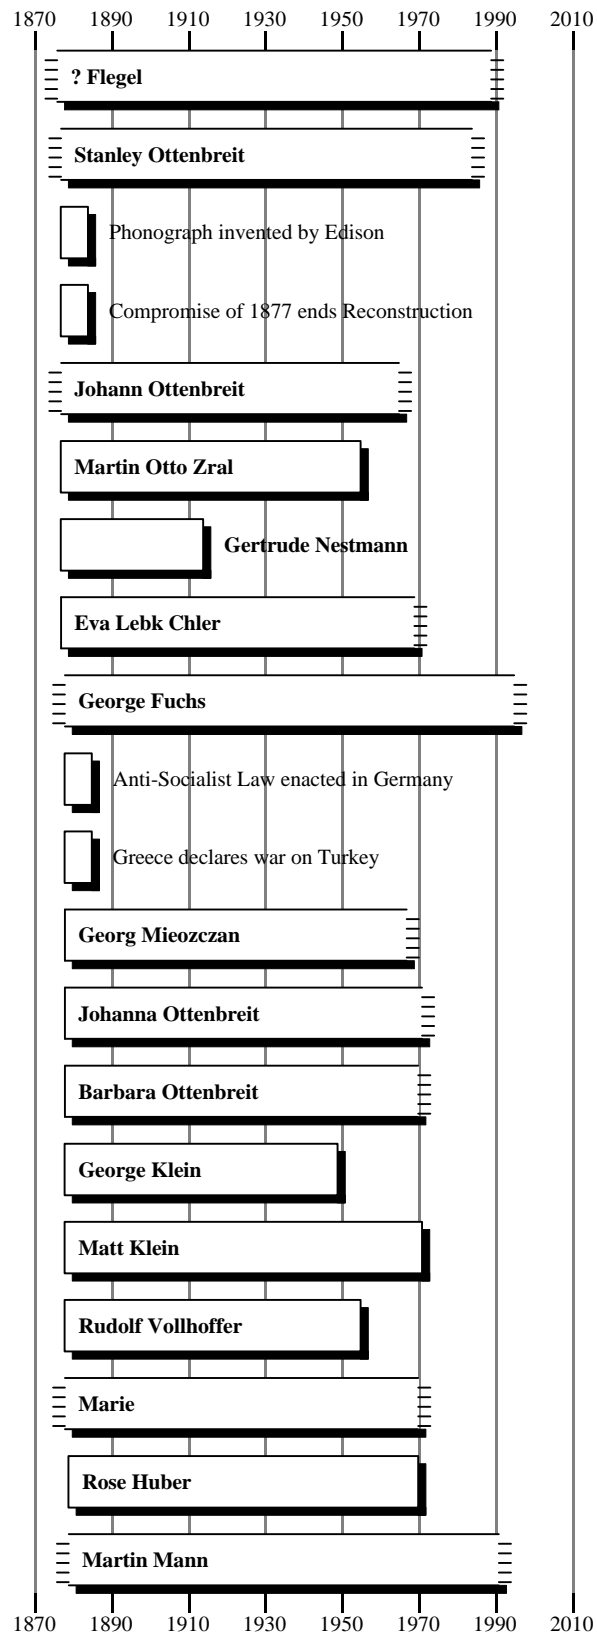 1870 1890 1910 1930 1950 1970 1990 2010
? Flegel
Stanley Ottenbreit
Phonograph invented by Edison
Compromise of 1877 ends Reconstruction
Johann Ottenbreit
Martin Otto Zral
Gertrude Nestmann
Eva Lebk Chler
George Fuchs
Anti-Socialist Law enacted in Germany
Greece declares war on Turkey
Georg Mieozczan
Johanna Ottenbreit
Barbara Ottenbreit
George Klein
Matt Klein
Rudolf Vollhoffer
Marie
Rose Huber
Martin Mann
1870 1890 1910 1930 1950 1970 1990 2010